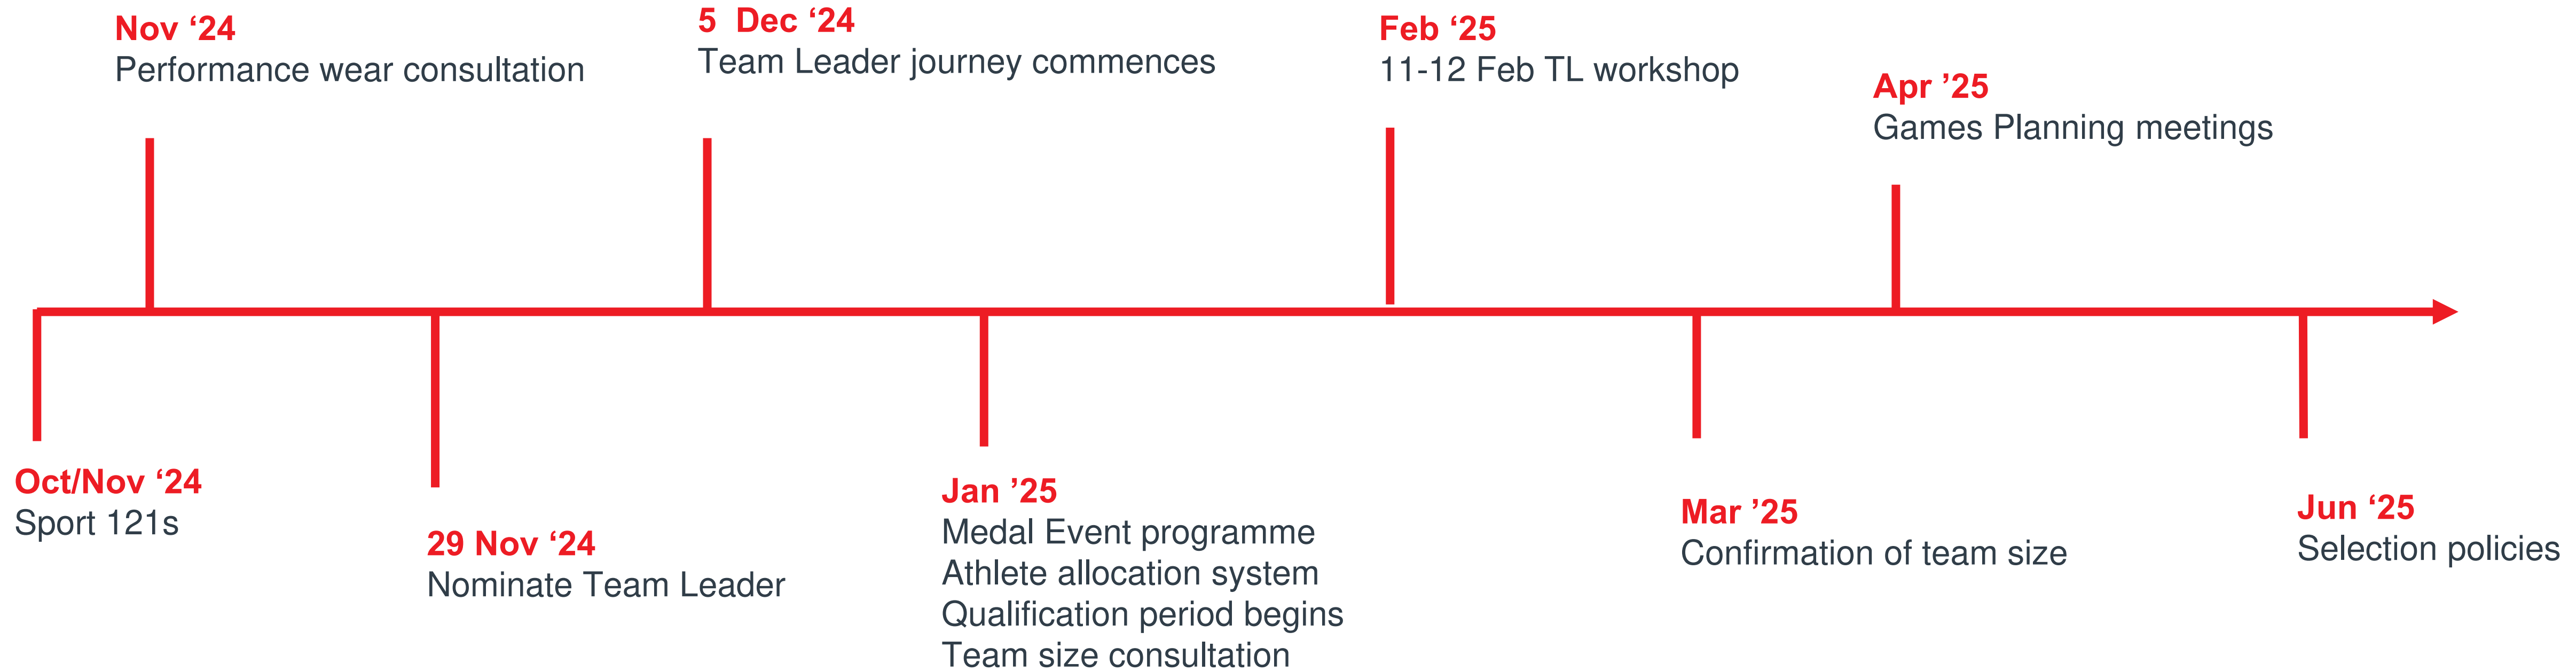 Nov ‘24
Performance wear consultation
5  Dec ‘24
Team Leader journey commences
Feb ‘25
11-12 Feb TL workshop
Apr ’25
Games Planning meetings
Oct/Nov ‘24
Sport 121s
29 Nov ‘24
Nominate Team Leader
Jan ’25
Medal Event programme
Athlete allocation system
Qualification period begins
Team size consultation
Mar ’25
Confirmation of team size
Jun ‘25
Selection policies